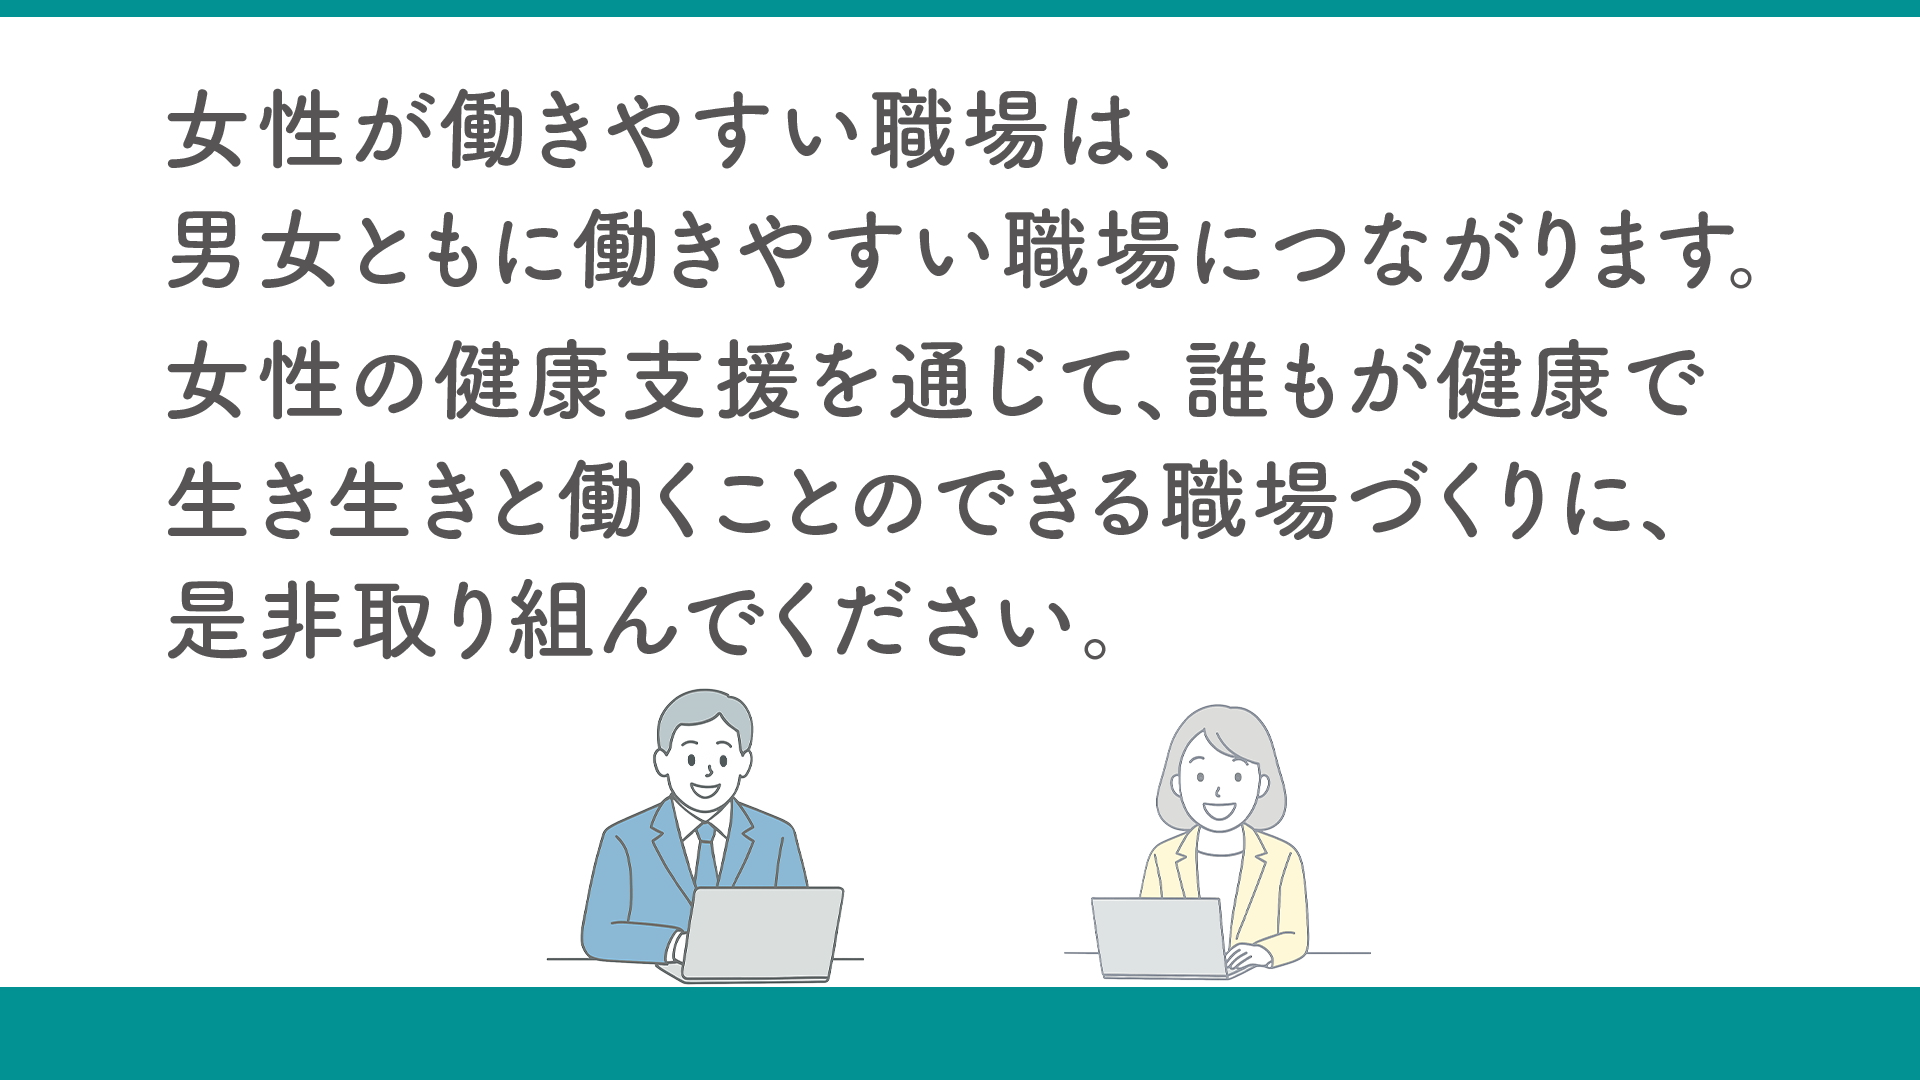 女性が働きやすい職場は、
男女ともに働きやすい職場につながります。
女性の健康支援を通じて、誰もが健康で
生き生きと働くことのできる職場づくりに、
是非取り組んでください。